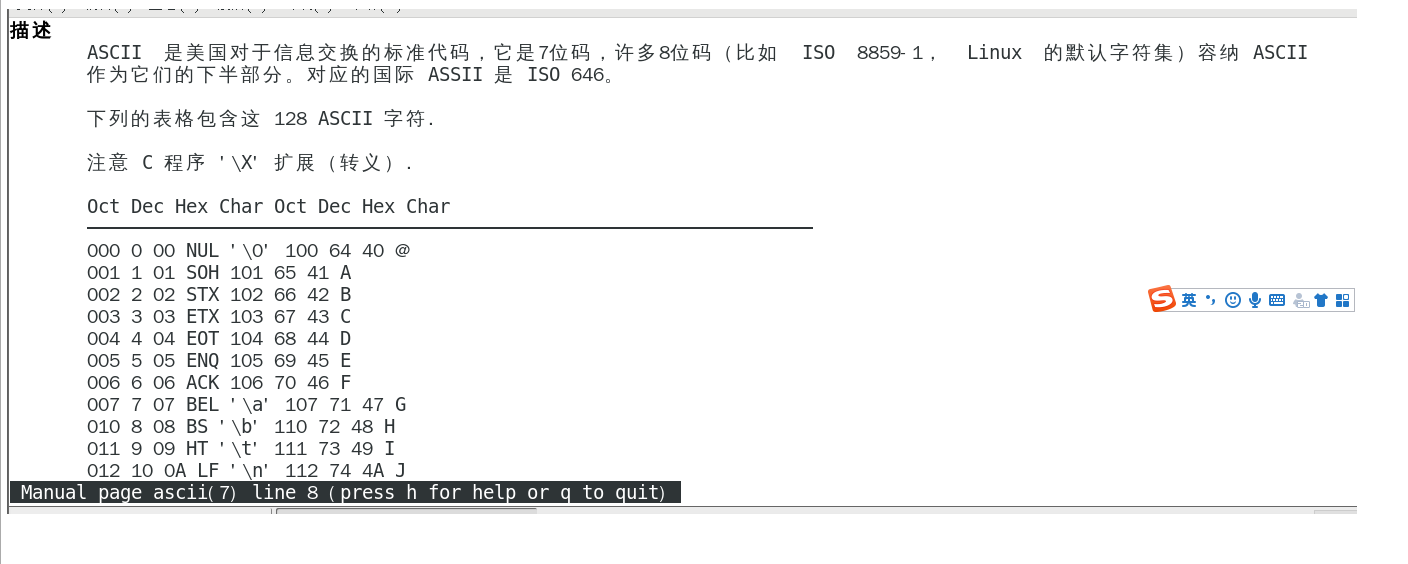 描述
ASCII 是美国对于信息交换的标准代码，它是7位码，许多8位码（比如 ISO 8859-1， Linux 的默认字符集）容纳 ASCII
作为它们的下半部分。对应的国际 ASSII 是 ISO 646。
下列的表格包含这 128 ASCII 字符.
注意 C 程序 '\X' 扩展（转义）.
Oct Dec Hex Char Oct Dec Hex Char
000 0 00 NUL '\0' 100 64 40 @
001 1 01 SOH 101 65 41 A
002 2 02 STX 102 66 42 B
003 3 03 ETX 103 67 43 C
004 4 04 EOT 104 68 44 D
005 5 05 ENQ 105 69 45 E
006 6 06 ACK 106 70 46 F
007 7 07 BEL '\a' 107 71 47 G
010 8 08 BS '\b' 110 72 48 H
011 9 09 HT '\t' 111 73 49 I
012 10 0A LF '\n' 112 74 4A J
Manual page ascii(7) line 8 (press h for help or q to quit)
S 英